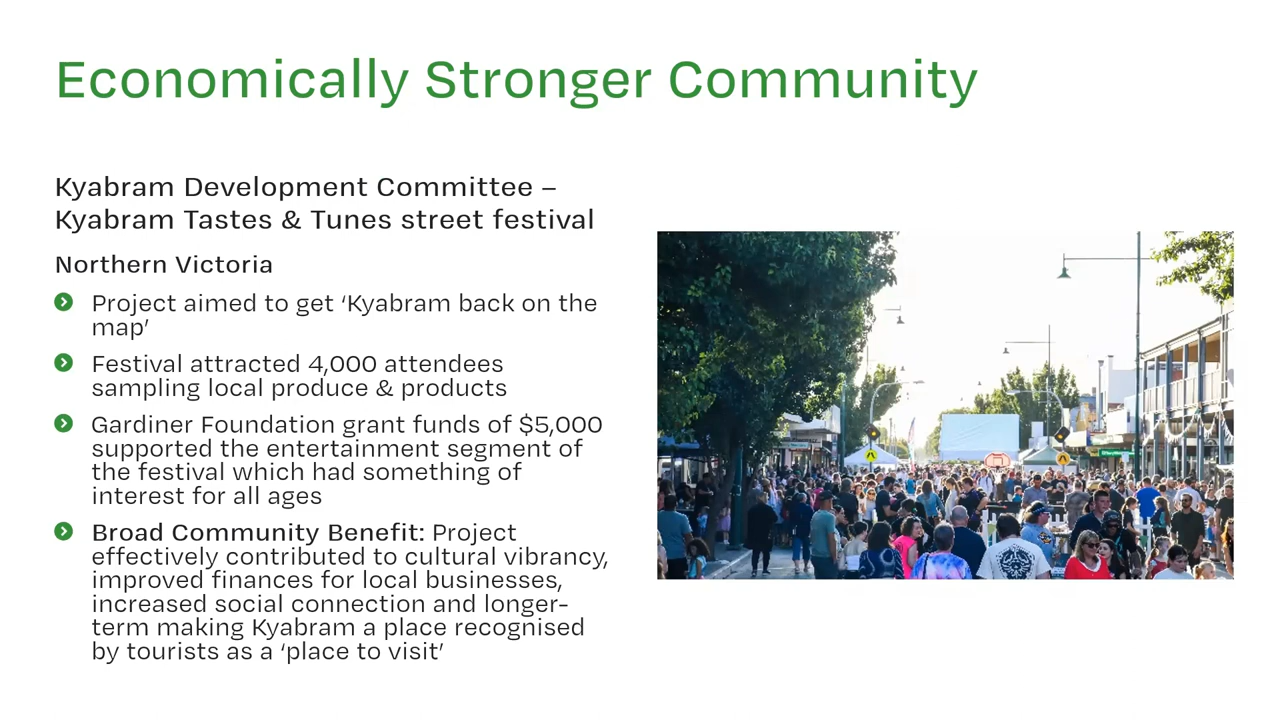 Economically Stronger Community
Kyabram Development Committee –
Kyabram Tastes & Tunes street festival
Northern Victoria
Project aimed to get ‘Kyabram back on the
map’
Festival attracted 4,000 attendees
sampling local produce & products
Gardiner Foundation grant funds of $5,000
supported the entertainment segment of
the festival which had something of
interest for all ages
Broad Community Benefit: Project
effectively contributed to cultural vibrancy,
improved finances for local businesses,
increased social connection and longer-
term making Kyabram a place recognised
by tourists as a ‘place to visit’